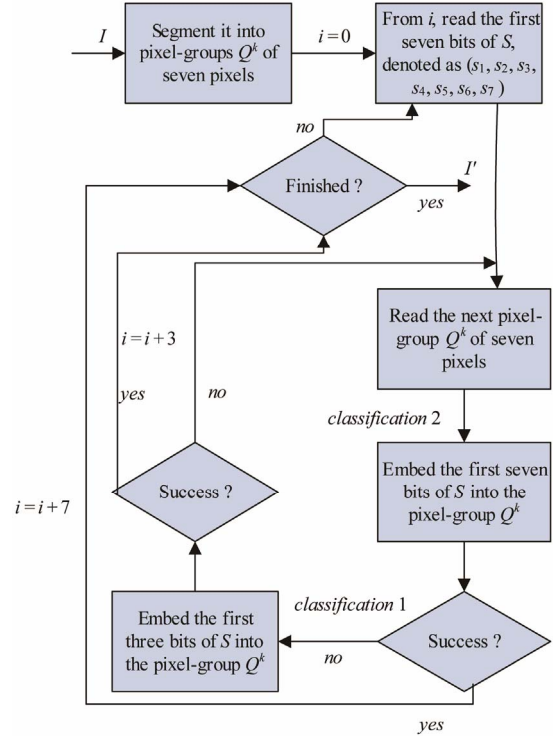 I
Segment it into
pixel-groups Q^k of
seven pixels
i=0
From i, read the first
seven bits of S,
denoted as (s1, s2, s3,
s4, s5, s6, s7 )
no
Finished ?
I'
yes
Read the next pixel-
group Q^k of seven
pixels
i=i+3
yes
no
classification 2
Embed the first seven
bits of S into the
pixel-group Q^k
Success ?
i=i+7
Embed the first
three bits of S into
the pixel-group Q^k
classification 1
no
Success ?
yes